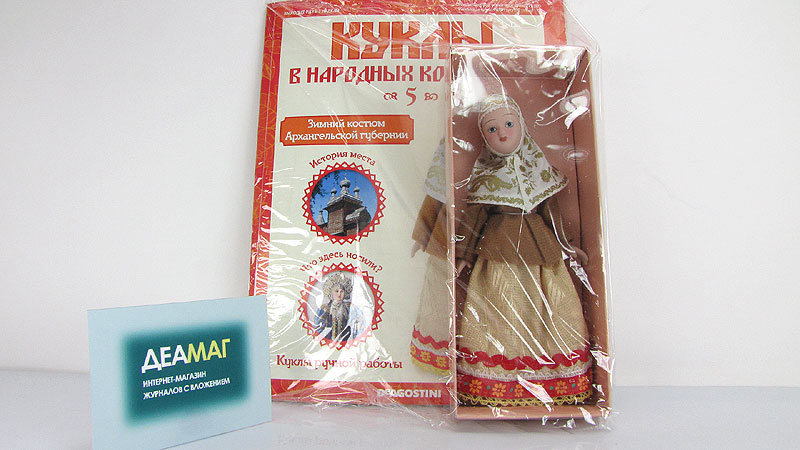 КУКЛЫ
В НАРОДНЫХ КО
5
Зимний костюм
Архангельской губернии
История места
Что здесь носили?
Куклы ручной работы
DeAGOSTINI
ДЕАМАГ
ИНТЕРНЕТ-МАГАЗИН
ЖУРНАЛОВ С ВЛОЖЕНИЕМ